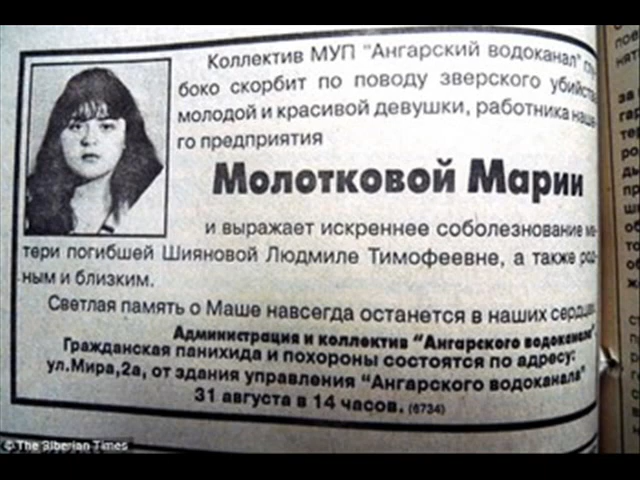 Коллектив МУП "Ангарский водоканал"
боко скорбит по поводу зверского убийства
молодой и красивой девушки, работника наше-
го предприятия
Молотковой Марии
и выражает искреннее соболезнование ма-
тери погибшей Шияновой Людмиле Тимофеевне, а также род-
ным и близким.
Светлая память о Маше навсегда останется в наших сердцах.
Администрация и коллектив "Ангарского водоканала"
Гражданская панихида и похороны состоятся по адресу:
ул.Мира,2а, от здания управления "Ангарского водоканала"
31 августа в 14 часов. (6734)
© The Siberian Times